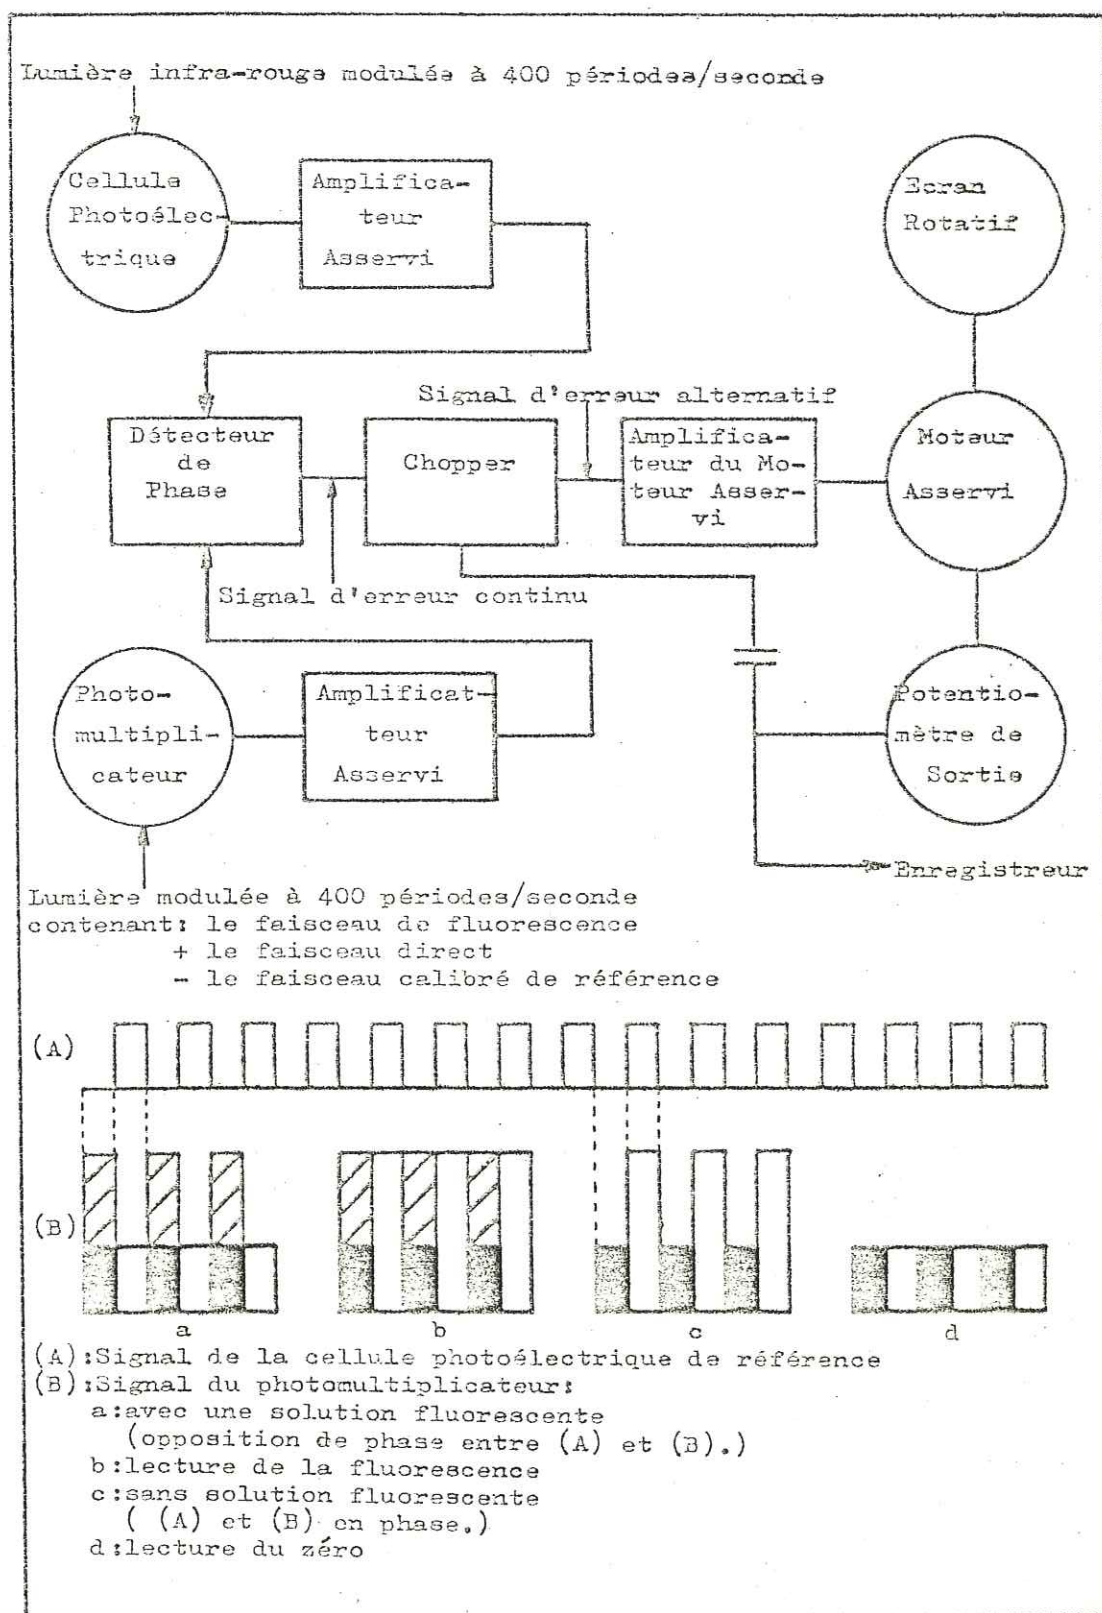 Lumière infra-rouge modulée à 400 périodes/seconde
Cellule
Photoélec-
trique
Amplifica-
teur
Asservi
Ecran
Rotatif
Signal d'erreur alternatif
Détecteur
de
Phase
Chopper
Amplifica-
teur du Mo-
teur Asser-
vi
Moteur
Asservi
Signal d'erreur continu
Photo-
multipli-
cateur
Amplificat-
teur
Asservi
Potentio-
mètre de
Sortie
Enregistreur
Lumière modulée à 400 périodes/seconde
contenant: le faisceau de fluorescence
+ le faisceau direct
- le faisceau calibré de référence
(A)
(B)
a b c d
(A):Signal de la cellule photoélectrique de référence
(B):Signal du photomultiplicateur:
a:avec une solution fluorescente
(opposition de phase entre (A) et (B).)
b:lecture de la fluorescence
c:sans solution fluorescente
( (A) et (B) en phase.)
d:lecture du zéro